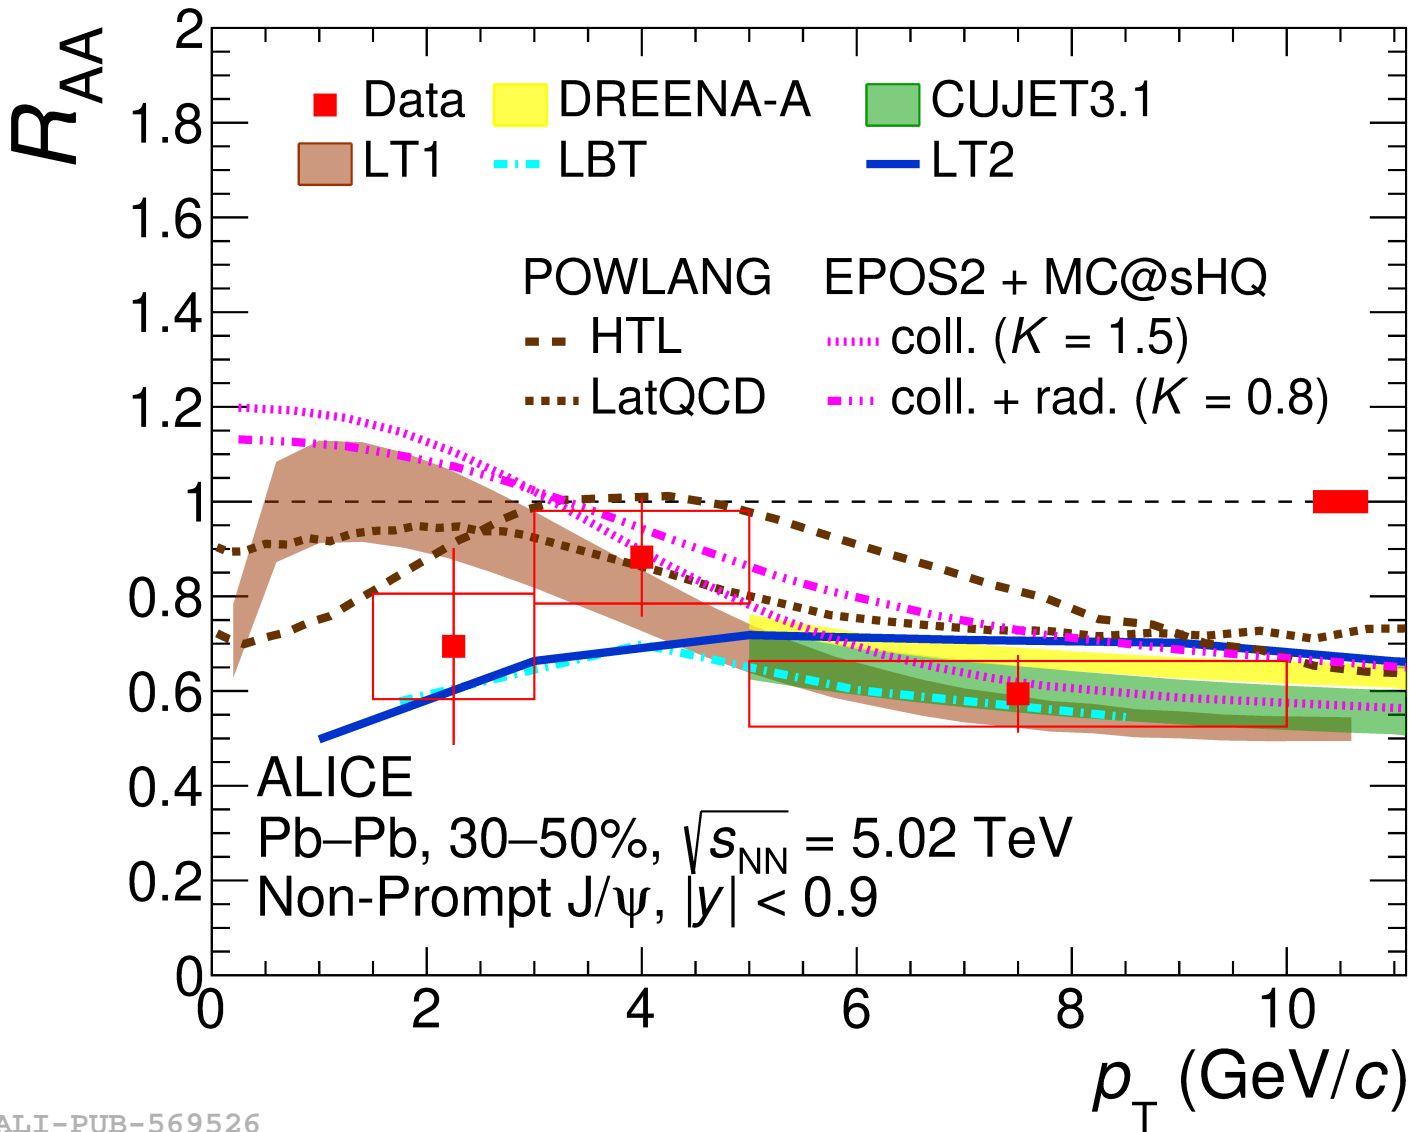 R_AA
2
1.8
1.6
1.4
1.2
1
0.8
0.6
0.4
0.2
0
Data DREENA-A CUJET3.1
LT1 LBT LT2
POWLANG EPOS2 + MC@sHQ
HTL coll. (K = 1.5)
LatQCD coll. + rad. (K = 0.8)
ALICE
Pb–Pb, 30–50%, √s_NN = 5.02 TeV
Non-Prompt J/ψ, |y| < 0.9
0 2 4 6 8 10
p_T (GeV/c)
ALI-PUB-569526